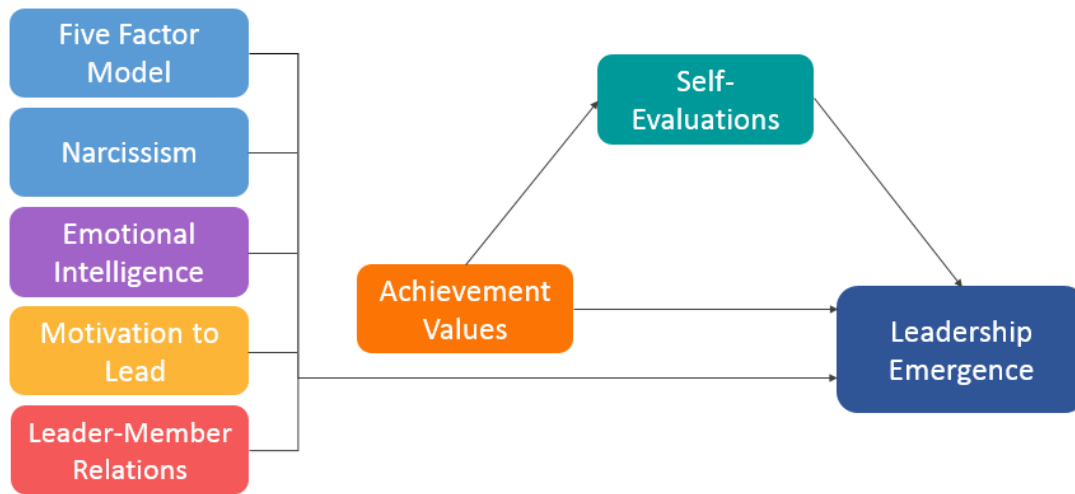 Five Factor
Model
Narcissism
Emotional
Intelligence
Motivation to
Lead
Leader-Member
Relations
Self-
Evaluations
Achievement
Values
Leadership
Emergence